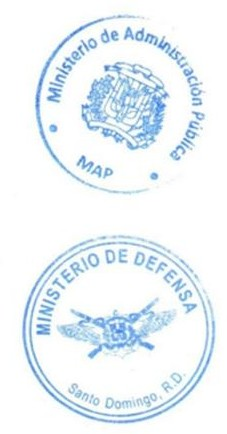 Ministerio de Administración Pública
MAP
MINISTERIO DE DEFENSA
Santo Domingo, R.D.